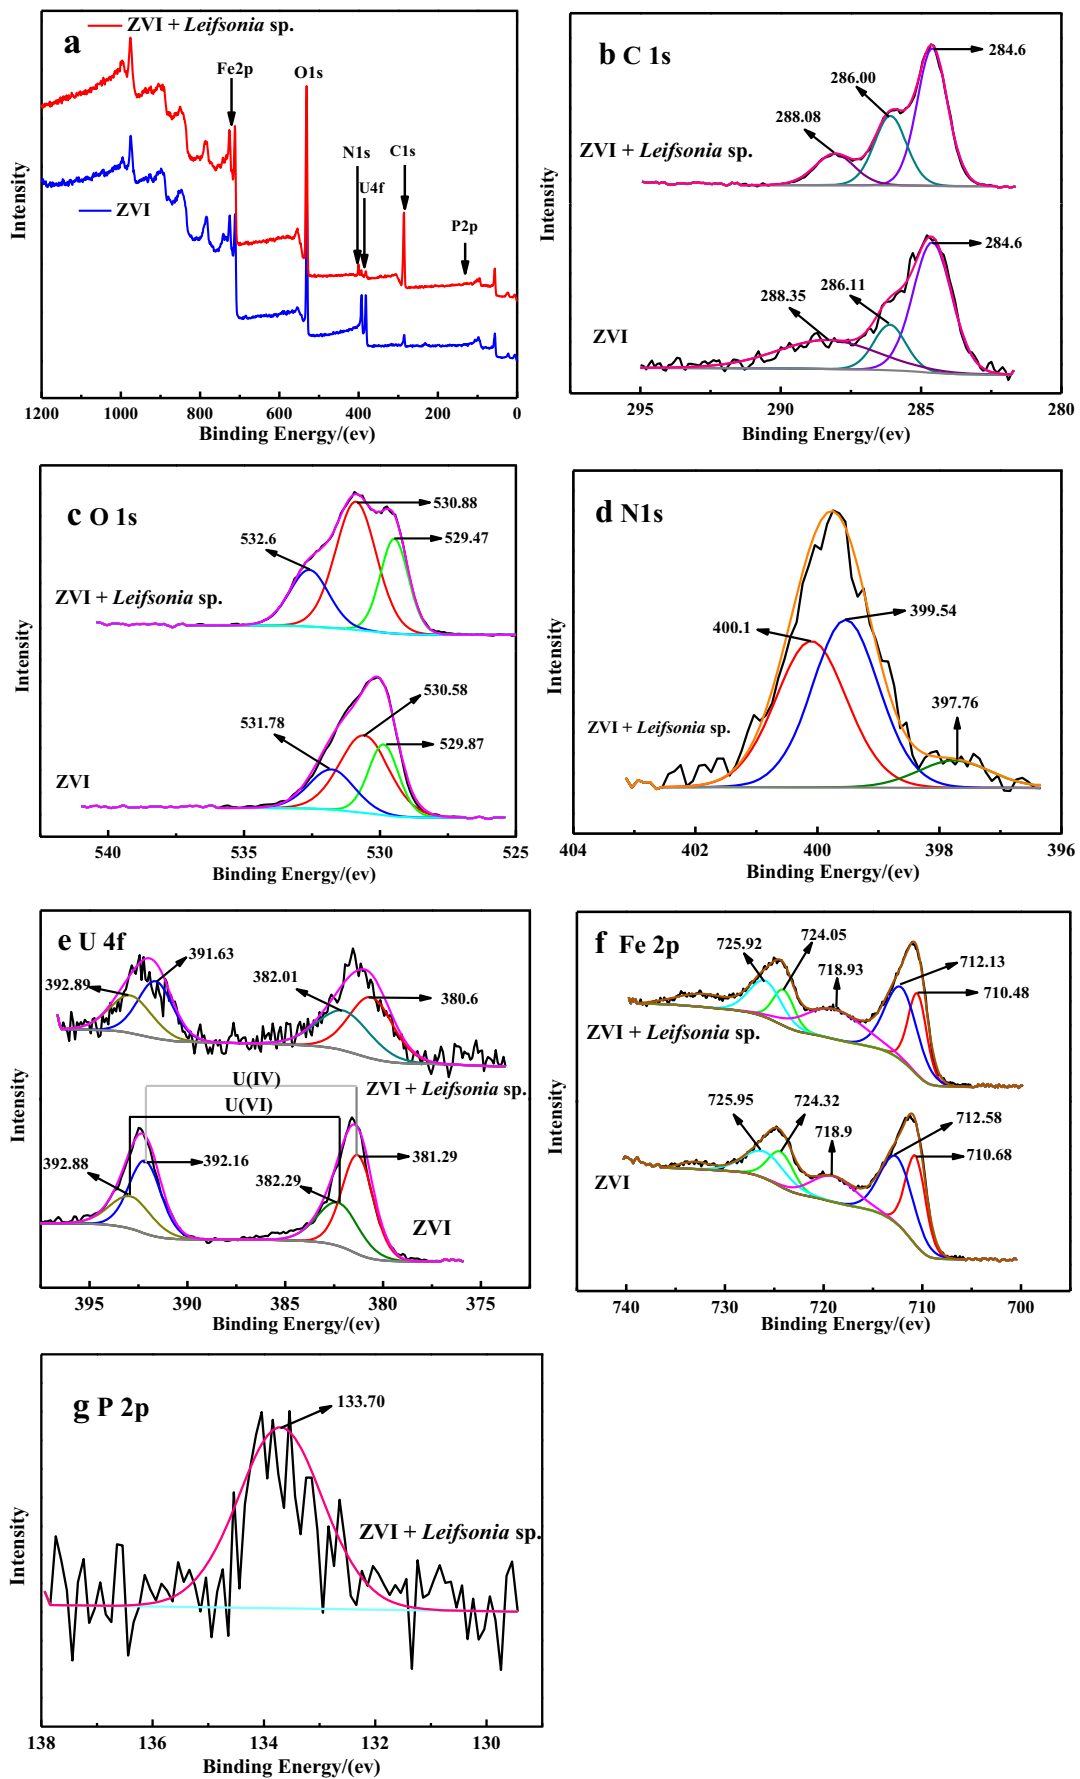 a
ZVI + Leifsonia sp.
Fe2p
O1s
N1s
C1s
U4f
P2p
ZVI
Intensity
1200 1000 800 600 400 200 0
Binding Energy/(ev)
b C 1s
284.6
286.00
288.08
ZVI + Leifsonia sp.
284.6
286.11
288.35
ZVI
Intensity
295 290 285 280
Binding Energy/(ev)
c O 1s
530.88
532.6
529.47
ZVI + Leifsonia sp.
530.58
531.78
529.87
ZVI
Intensity
540 535 530 525
Binding Energy/(ev)
d N1s
399.54
400.1
397.76
ZVI + Leifsonia sp.
Intensity
404 402 400 398 396
Binding Energy/(ev)
e U 4f
391.63
392.89
382.01
380.6
U(IV)
ZVI + Leifsonia sp.
U(VI)
392.88
392.16
381.29
382.29
ZVI
Intensity
395 390 385 380 375
Binding Energy/(ev)
f Fe 2p
725.92
724.05
718.93
712.13
710.48
ZVI + Leifsonia sp.
725.95
724.32
718.9
712.58
710.68
ZVI
Intensity
740 730 720 710 700
Binding Energy/(ev)
g P 2p
133.70
ZVI + Leifsonia sp.
Intensity
138 136 134 132 130
Binding Energy/(ev)